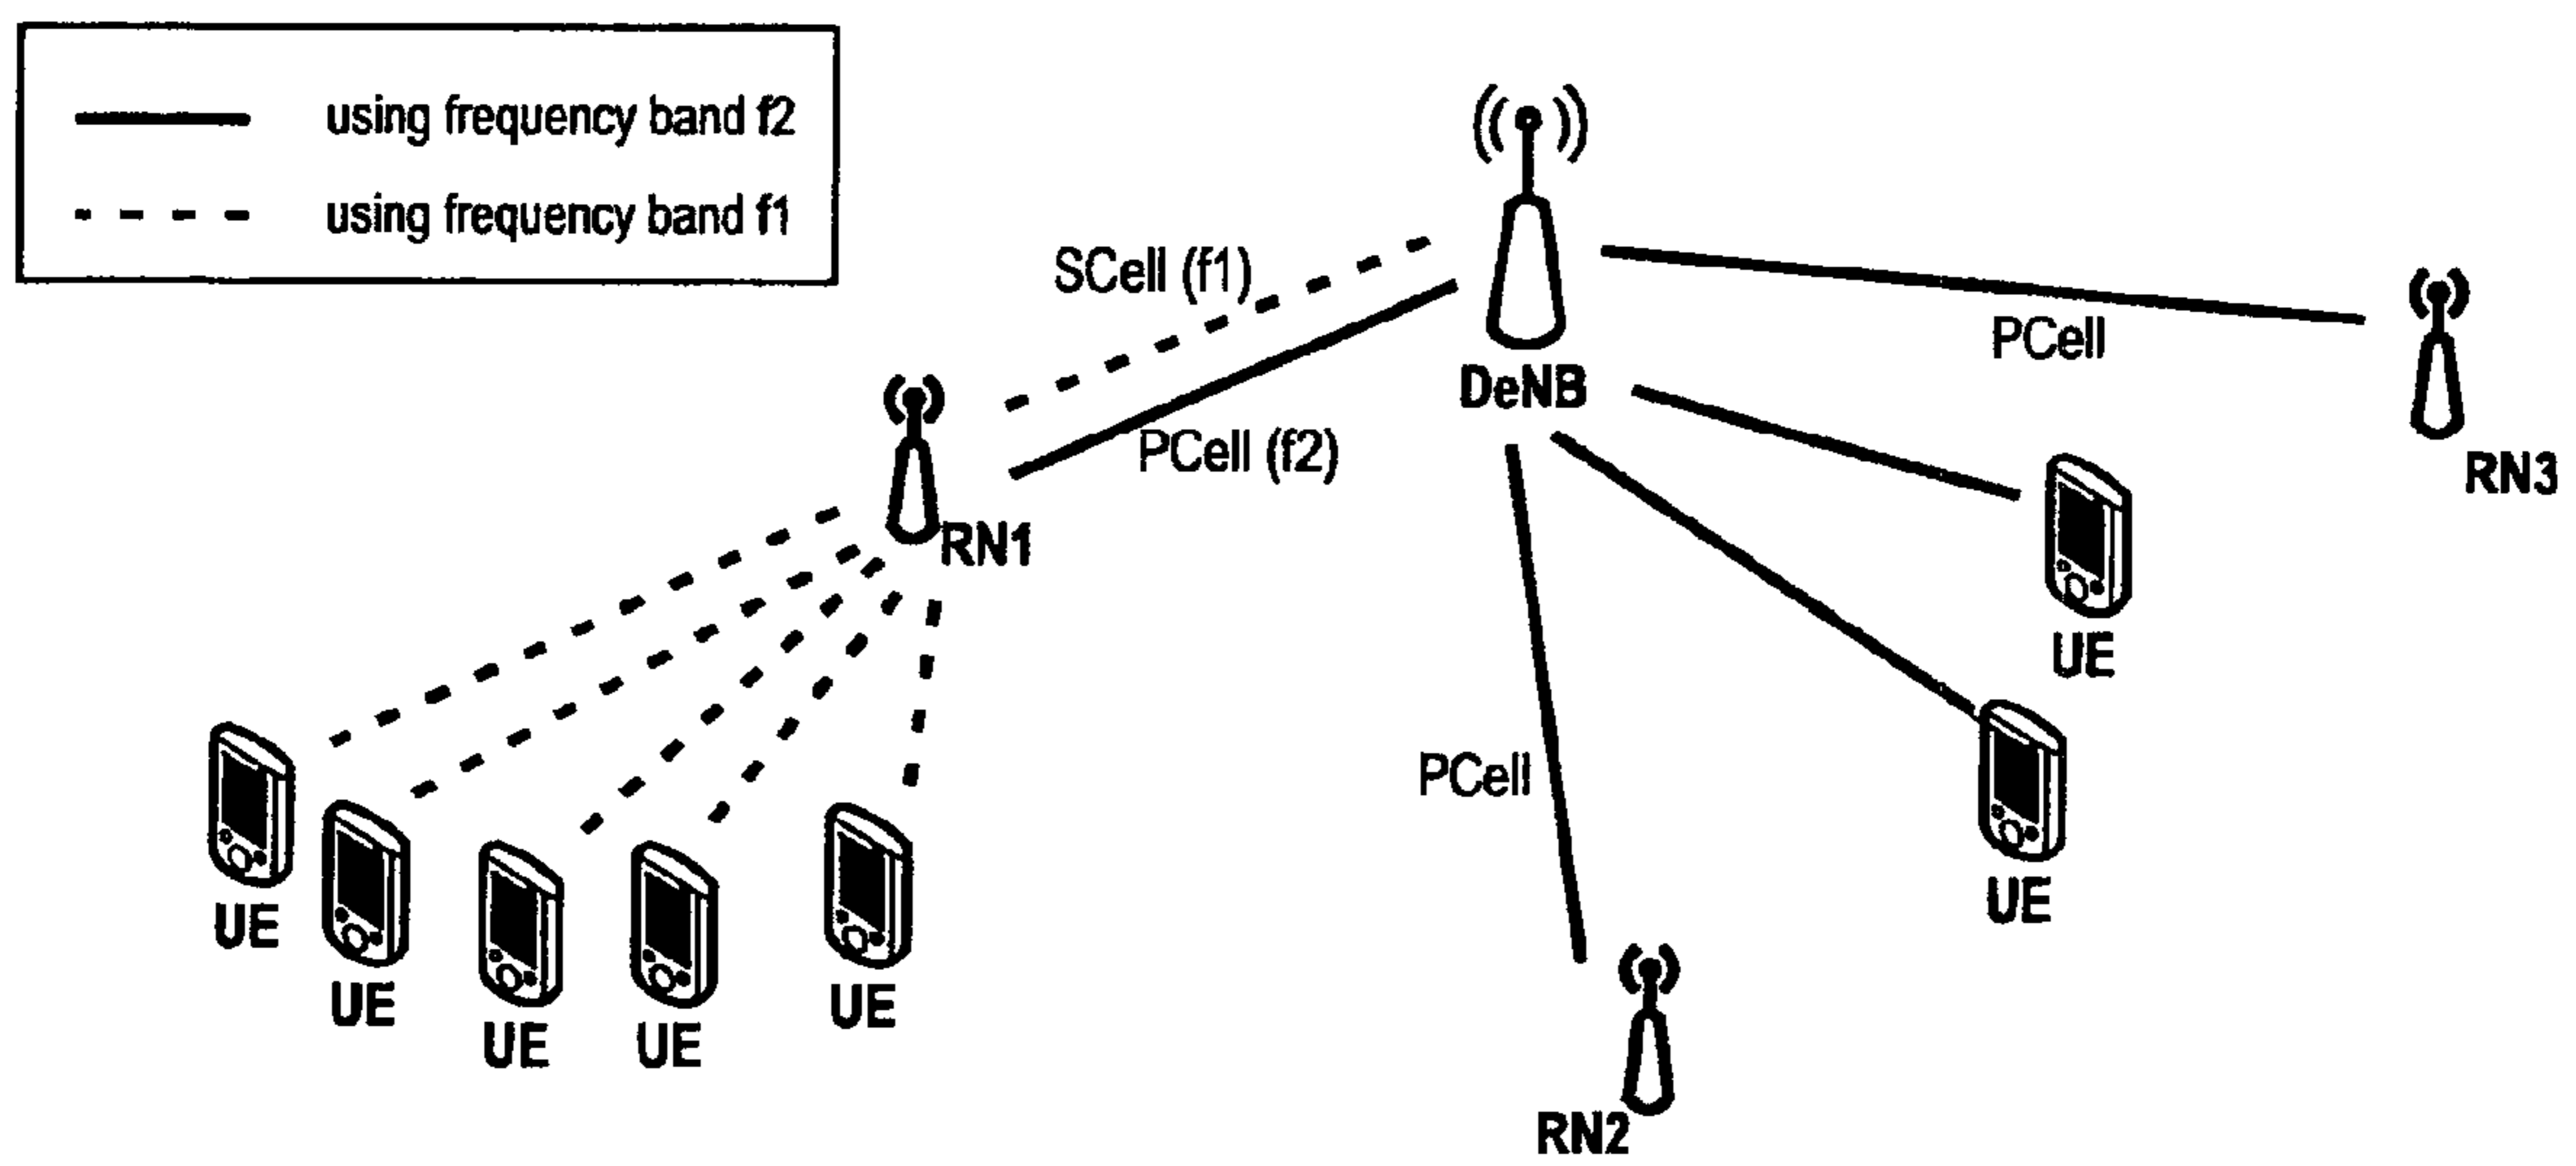 using frequency band f2
using frequency band f1
SCell (f1)
PCell (f2)
DeNB
PCell
RN3
RN1
UE
PCell
UE
UE
UE
UE
UE
UE
RN2